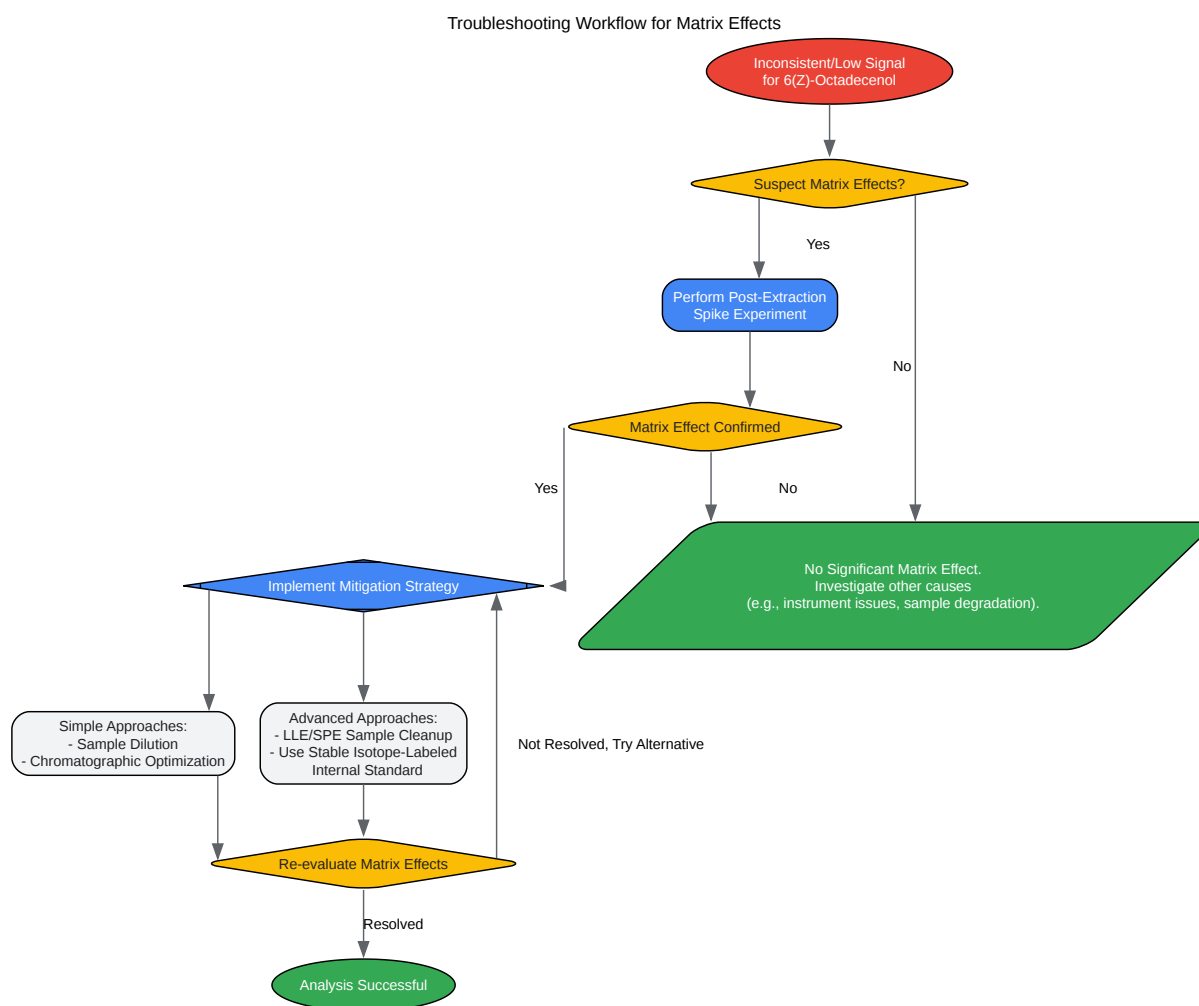 Troubleshooting Workflow for Matrix Effects
Inconsistent/Low Signal
for 6(Z)-Octadecenol
Suspect Matrix Effects?
Yes
Perform Post-Extraction
Spike Experiment
No
Matrix Effect Confirmed
Yes
No
No Significant Matrix Effect.
Investigate other causes
(e.g., instrument issues, sample degradation).
Implement Mitigation Strategy
Simple Approaches:
- Sample Dilution
- Chromatographic Optimization
Advanced Approaches:
- LLE/SPE Sample Cleanup
- Use Stable Isotope-Labeled
Internal Standard
Not Resolved, Try Alternative
Re-evaluate Matrix Effects
Resolved
Analysis Successful